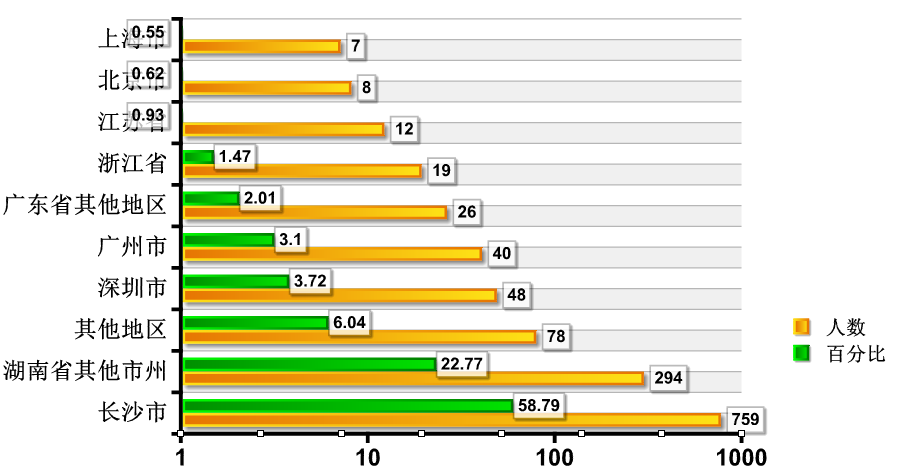 上海市 0.55 7
北京市 0.62 8
江苏省 0.93 12
浙江省 1.47 19
广东省其他地区 2.01 26
广州市 3.1 40
深圳市 3.72 48
其他地区 6.04 78
湖南省其他市州 22.77 294
长沙市 58.79 759
1 10 100 1000
人数
百分比